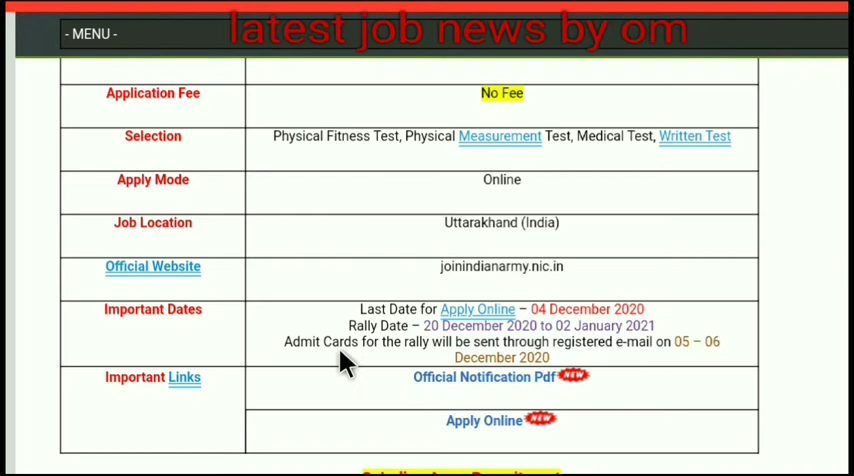 latest job news by om
- MENU -
Application Fee
No Fee
Selection
Physical Fitness Test, Physical Measurement Test, Medical Test, Written Test
Apply Mode
Online
Job Location
Uttarakhand (India)
Official Website
joinindianarmy.nic.in
Important Dates
Last Date for Apply Online – 04 December 2020
Rally Date – 20 December 2020 to 02 January 2021
Admit Cards for the rally will be sent through registered e-mail on 05 – 06
December 2020
Important Links
Official Notification Pdf NEW
Apply Online NEW